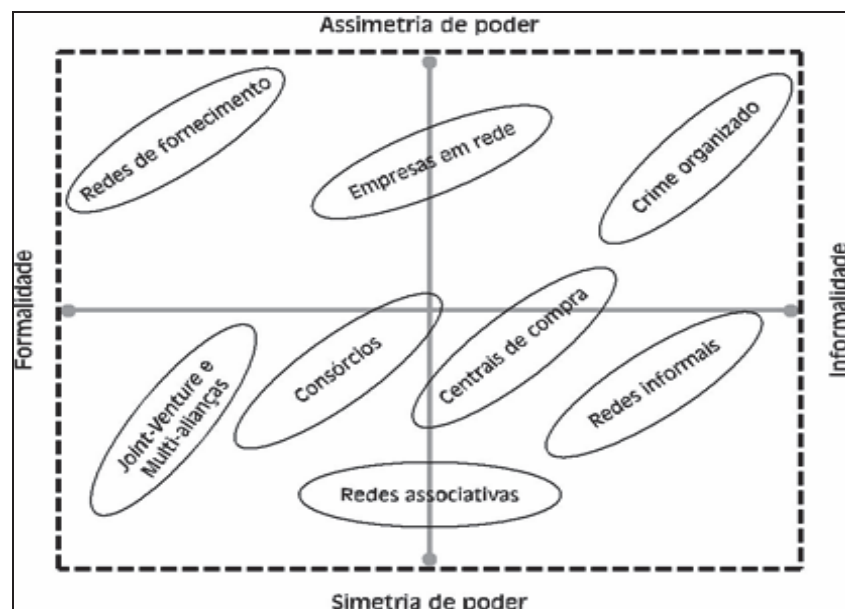 Assimetria de poder
Redes de fornecimento
Empresas em rede
Crime organizado
Formalidade
Informalidade
Joint-Venture e
Multi-alianças
Consórcios
Centrais de compra
Redes informais
Redes associativas
Simetria de poder